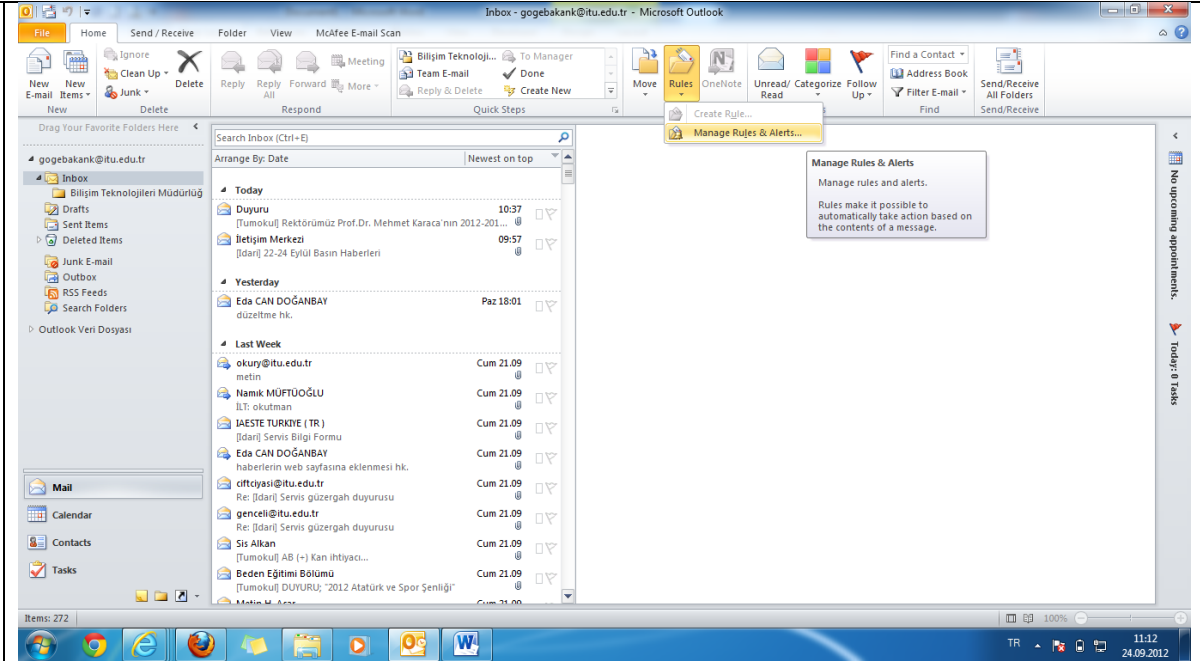 Inbox - gogebakank@itu.edu.tr - Microsoft Outlook
File Home Send / Receive Folder View McAfee E-mail Scan
New E-mail
New Items
Ignore
Clean Up
Junk
Delete
Reply
Reply All
Forward
Meeting
More
Bilişim Teknoloji...
Team E-mail
Reply & Delete
To Manager
Done
Create New
Move
Rules
OneNote
Unread/ Read
Categorize
Follow Up
Find a Contact
Address Book
Filter E-mail
Send/Receive All Folders
New Delete Respond Quick Steps Find Send/Receive
Create Rule...
Manage Rules & Alerts...
Manage Rules & Alerts
Manage rules and alerts.
Rules make it possible to
automatically take action based on
the contents of a message.
Drag Your Favorite Folders Here
gogebakank@itu.edu.tr
Inbox
Bilişim Teknolojileri Müdürlüğ
Drafts
Sent Items
Deleted Items
Junk E-mail
Outbox
RSS Feeds
Search Folders
Outlook Veri Dosyası
Mail
Calendar
Contacts
Tasks
Search Inbox (Ctrl+E)
Arrange By: Date Newest on top
Today
Duyuru 10:37
[Tumokul] Rektörümüz Prof.Dr. Mehmet Karaca'nın 2012-201...
İletişim Merkezi 09:57
[Idari] 22-24 Eylül Basın Haberleri
Yesterday
Eda CAN DOĞANBAY Paz 18:01
düzeltme hk.
Last Week
okury@itu.edu.tr Cum 21.09
metin
Namık MÜFTÜOĞLU Cum 21.09
İLT: okutman
IAESTE TURKIYE ( TR ) Cum 21.09
[Idari] Servis Bilgi Formu
Eda CAN DOĞANBAY Cum 21.09
haberlerin web sayfasına eklenmesi hk.
ciftciyasi@itu.edu.tr Cum 21.09
Re: [Idari] Servis güzergah duyurusu
genceli@itu.edu.tr Cum 21.09
Re: [Idari] Servis güzergah duyurusu
Sis Alkan Cum 21.09
[Tumokul] AB (+) Kan ihtiyacı...
Beden Eğitimi Bölümü Cum 21.09
[Tumokul] DUYURU; "2012 Atatürk ve Spor Şenliği"
Metin H. Acar Cum 21.09
No upcoming appointments.
Today: 0 Tasks
Items: 272
100%
TR
11:12
24.09.2012